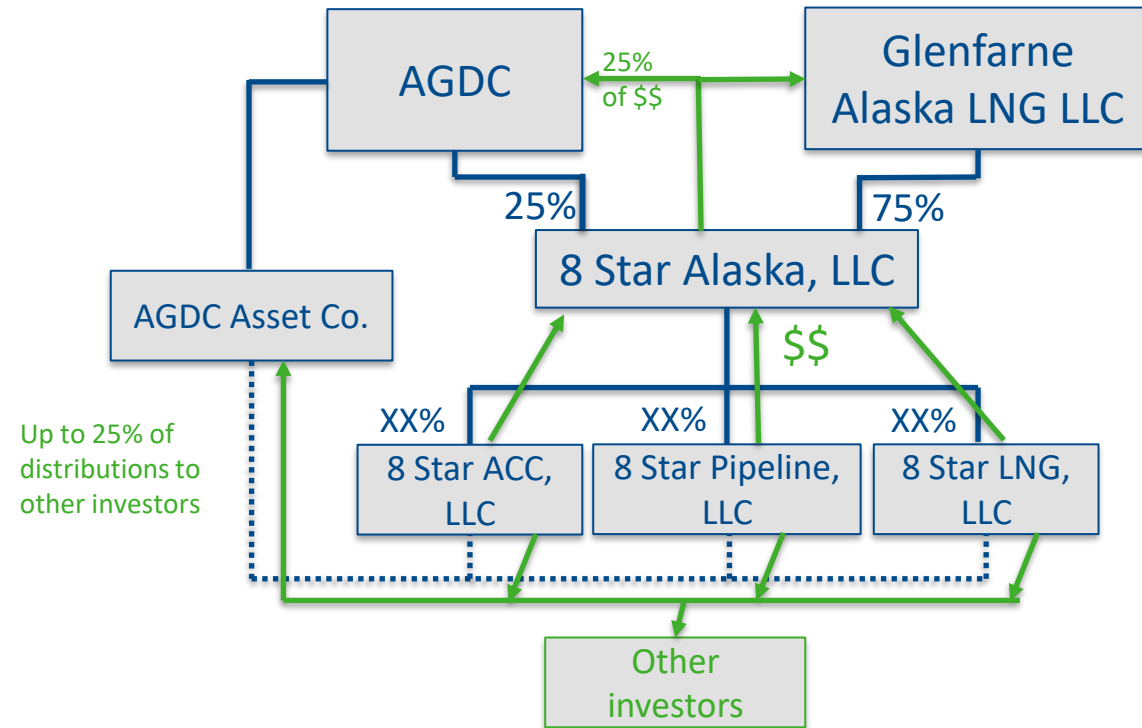 AGDC
25%
of $$
Glenfarne
Alaska LNG LLC
25%
75%
8 Star Alaska, LLC
AGDC Asset Co.
$$
Up to 25% of
distributions to
other investors
XX%
XX%
XX%
8 Star ACC,
LLC
8 Star Pipeline,
LLC
8 Star LNG,
LLC
Other
investors